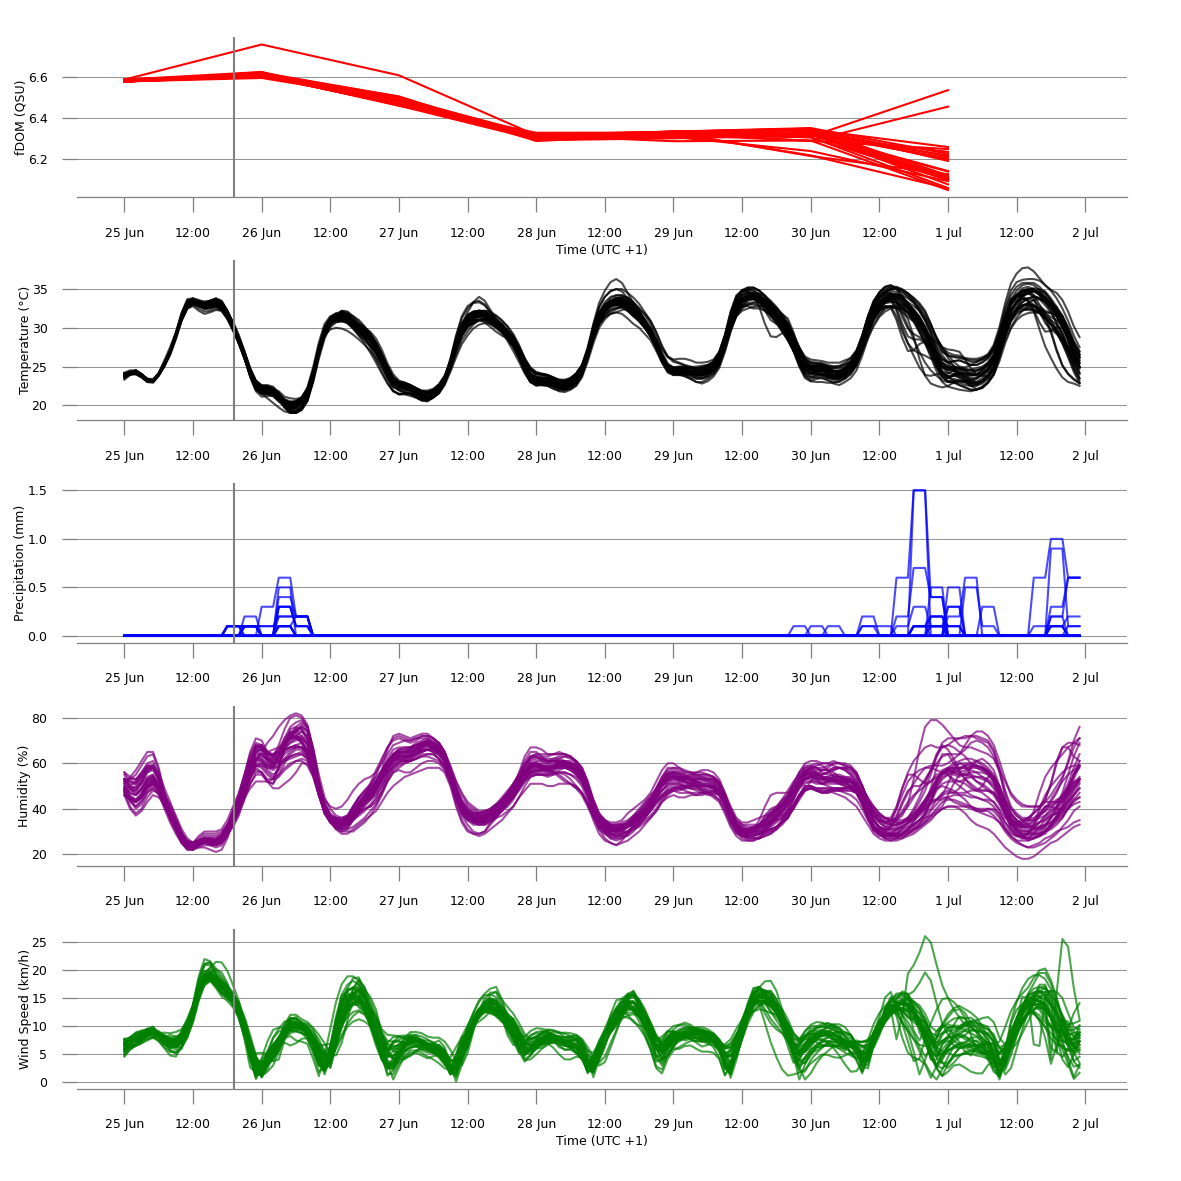 fDOM (QSU)
6.6
6.4
6.2
25 Jun 12:00 26 Jun 12:00 27 Jun 12:00 28 Jun 12:00 29 Jun 12:00 30 Jun 12:00 1 Jul 12:00 2 Jul
Time (UTC +1)
Temperature (°C)
35
30
25
20
25 Jun 12:00 26 Jun 12:00 27 Jun 12:00 28 Jun 12:00 29 Jun 12:00 30 Jun 12:00 1 Jul 12:00 2 Jul
Precipitation (mm)
1.5
1.0
0.5
0.0
25 Jun 12:00 26 Jun 12:00 27 Jun 12:00 28 Jun 12:00 29 Jun 12:00 30 Jun 12:00 1 Jul 12:00 2 Jul
Humidity (%)
80
60
40
20
25 Jun 12:00 26 Jun 12:00 27 Jun 12:00 28 Jun 12:00 29 Jun 12:00 30 Jun 12:00 1 Jul 12:00 2 Jul
Wind Speed (km/h)
25
20
15
10
5
0
25 Jun 12:00 26 Jun 12:00 27 Jun 12:00 28 Jun 12:00 29 Jun 12:00 30 Jun 12:00 1 Jul 12:00 2 Jul
Time (UTC +1)